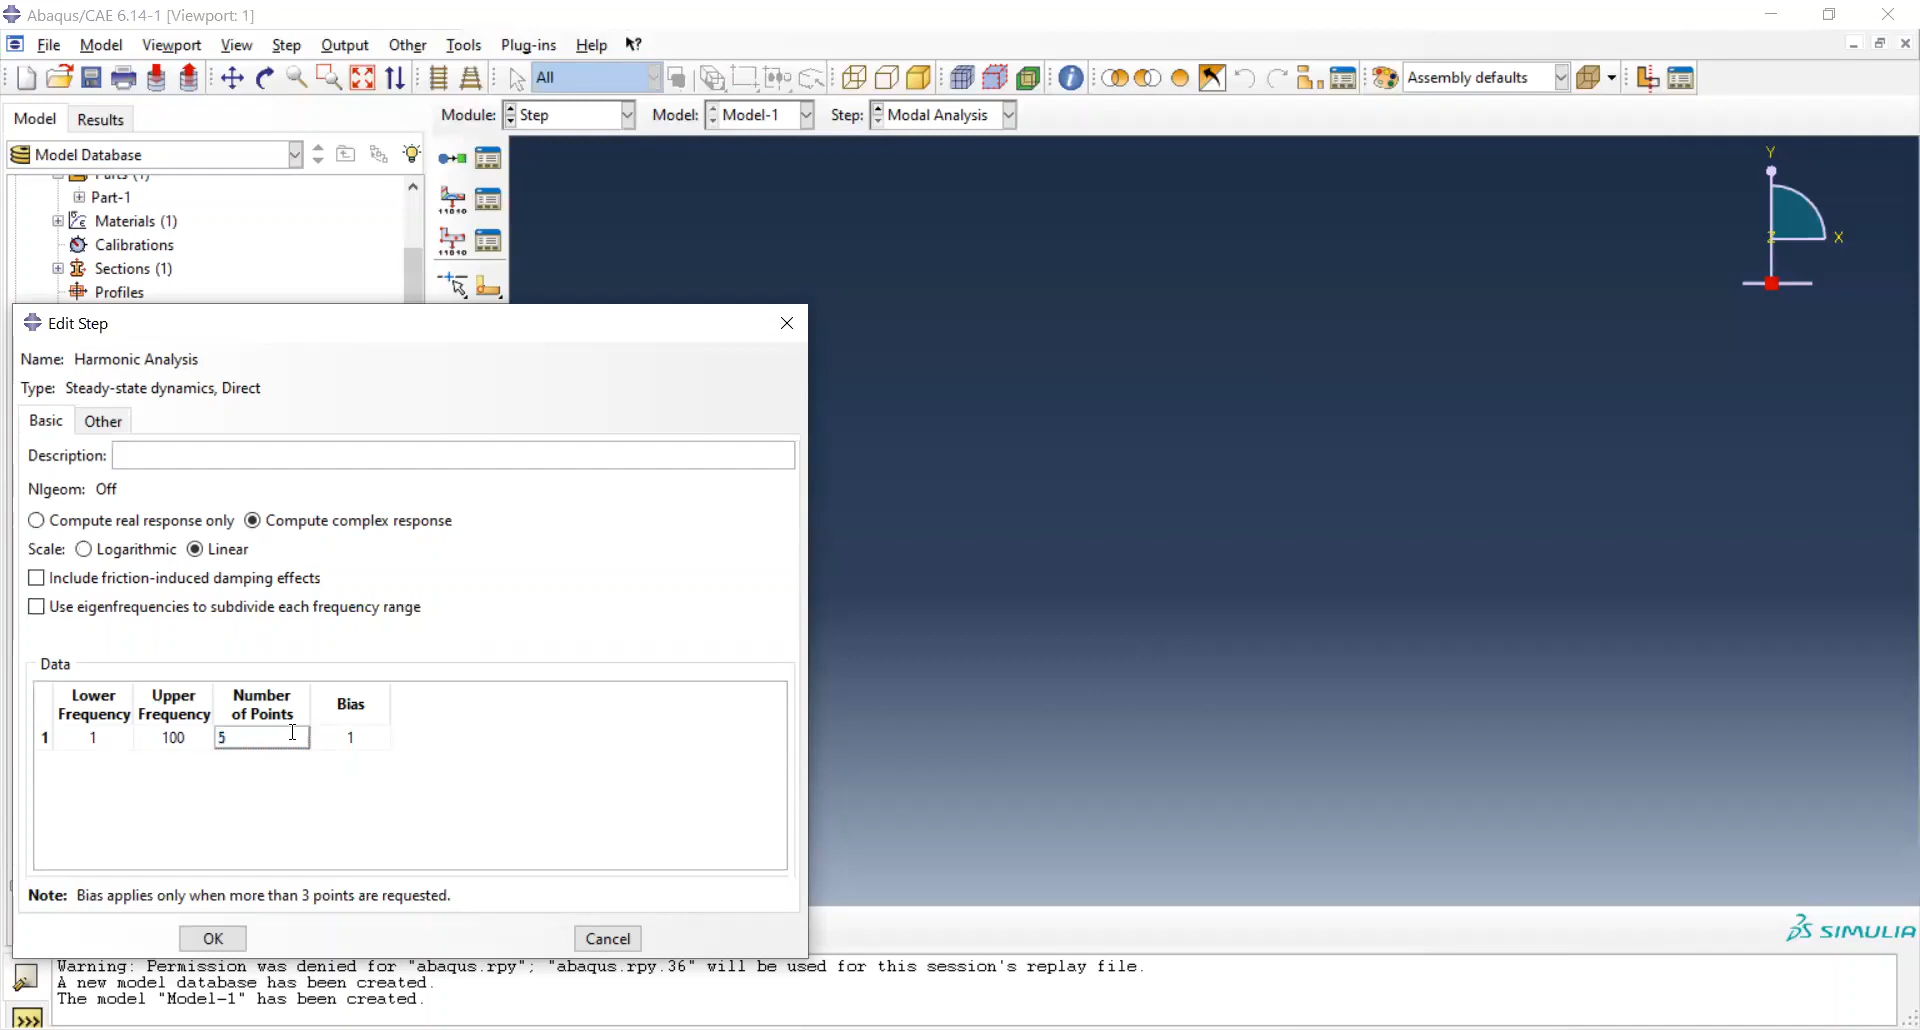 Abaqus/CAE 6.14-1 [Viewport: 1]
File Model Viewport View Step Output Other Tools Plug-ins Help ?
All Assembly defaults
Model Results Module: Step Model: Model-1 Step: Modal Analysis
Model Database
Parts (1)
Part-1
Materials (1)
Calibrations
Sections (1)
Profiles
11010
11010
Y
Z X
Edit Step
Name: Harmonic Analysis
Type: Steady-state dynamics, Direct
Basic Other
Description:
Nlgeom: Off
Compute real response only Compute complex response
Scale: Logarithmic Linear
Include friction-induced damping effects
Use eigenfrequencies to subdivide each frequency range
Data
Lower Frequency Upper Frequency Number of Points Bias
1 1 100 5 1
Note: Bias applies only when more than 3 points are requested.
OK Cancel
SIMULIA
Warning: Permission was denied for "abaqus.rpy"; "abaqus.rpy.36" will be used for this session's replay file.
A new model database has been created.
The model "Model-1" has been created.
>>>